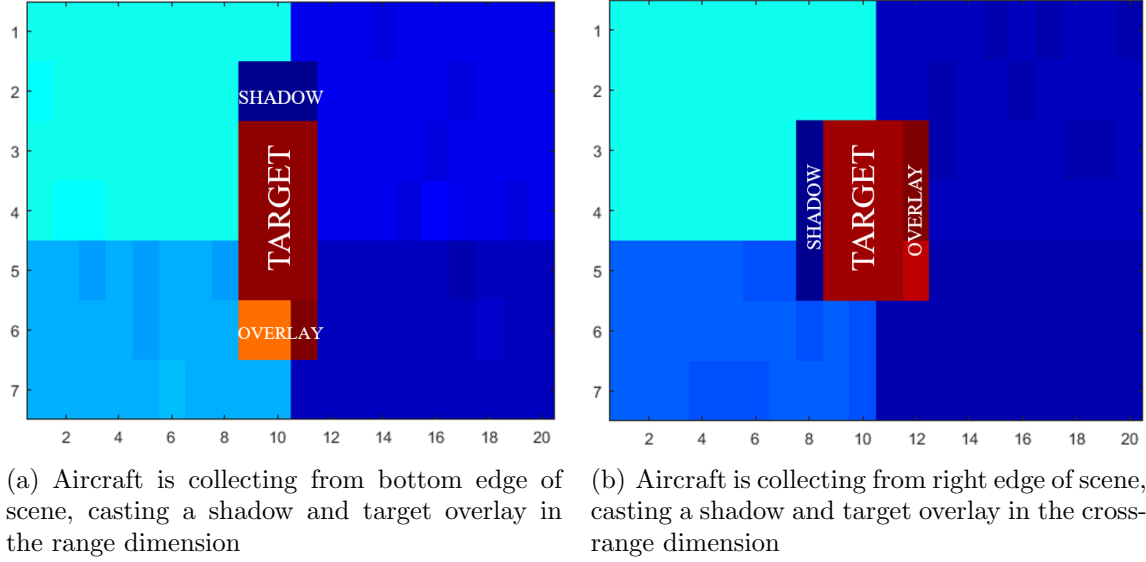 1
2
SHADOW
3
TARGET
4
5
6
OVERLAY
7
2 4 6 8 10 12 14 16 18 20
1
2
3
SHADOW
TARGET
OVERLAY
4
5
6
7
2 4 6 8 10 12 14 16 18 20
(a) Aircraft is collecting from bottom edge of
scene, casting a shadow and target overlay in
the range dimension
(b) Aircraft is collecting from right edge of scene,
casting a shadow and target overlay in the cross-
range dimension